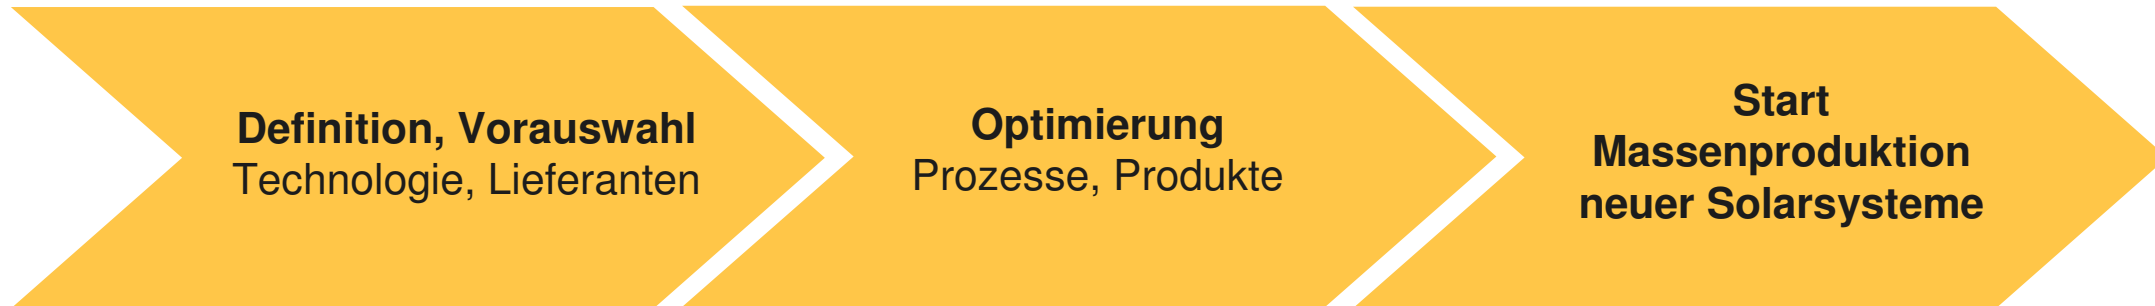 Definition, Vorauswahl
Technologie, Lieferanten
Optimierung
Prozesse, Produkte
Start
Massenproduktion
neuer Solarsysteme